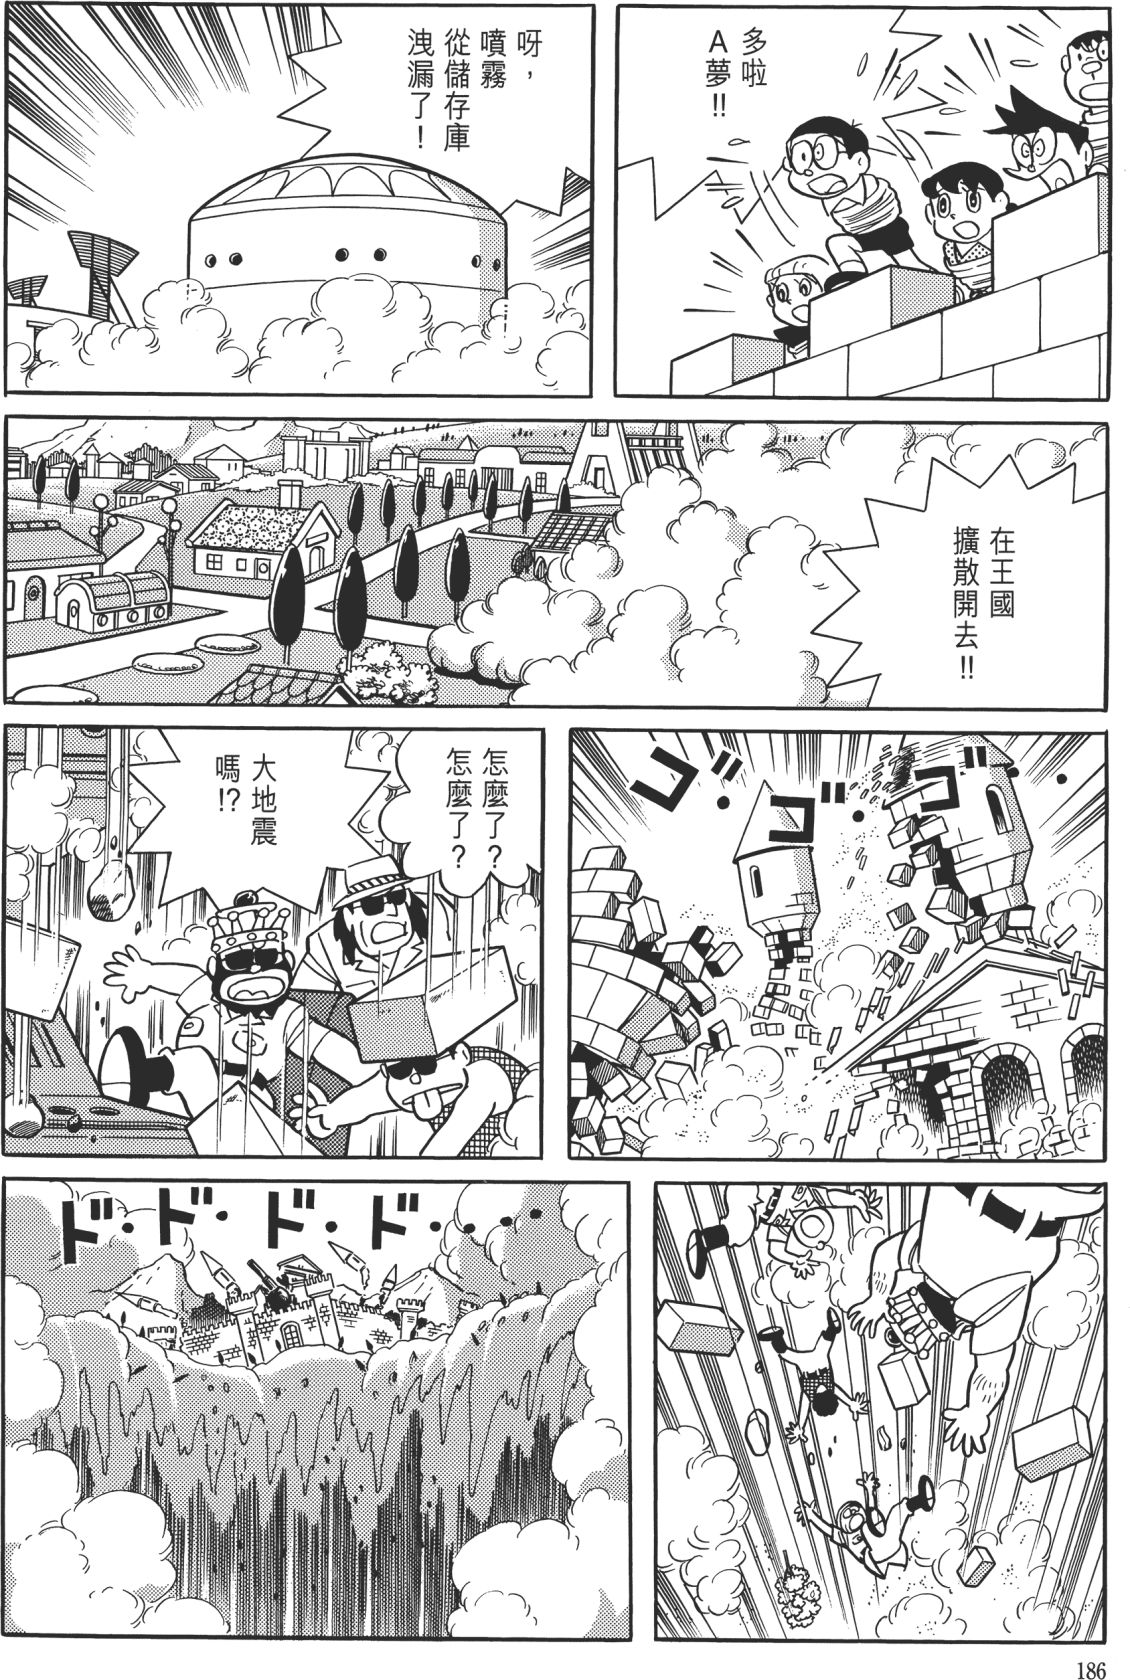 多啦
A夢!!
呀，
噴霧
從儲存庫
洩漏了！
在王國
擴散開去!!
ゴゴゴ
怎麼了？
怎麼了？
大地震
嗎!?
ド・ド・ド・ド・・・
186